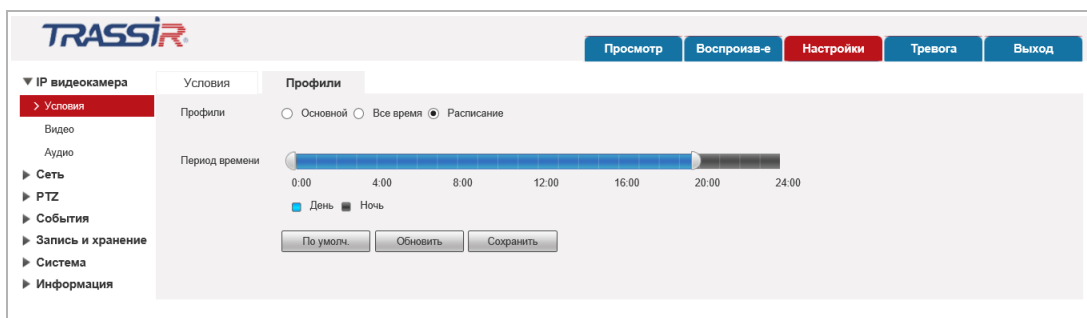 TRASSIR
Просмотр Воспроизв-е Настройки Тревога Выход
IP видеокамера
Условия
Видео
Аудио
Сеть
PTZ
События
Запись и хранение
Система
Информация
Условия Профили
Профили Основной Все время Расписание
Период времени
0:00 4:00 8:00 12:00 16:00 20:00 24:00
День Ночь
По умолч. Обновить Сохранить